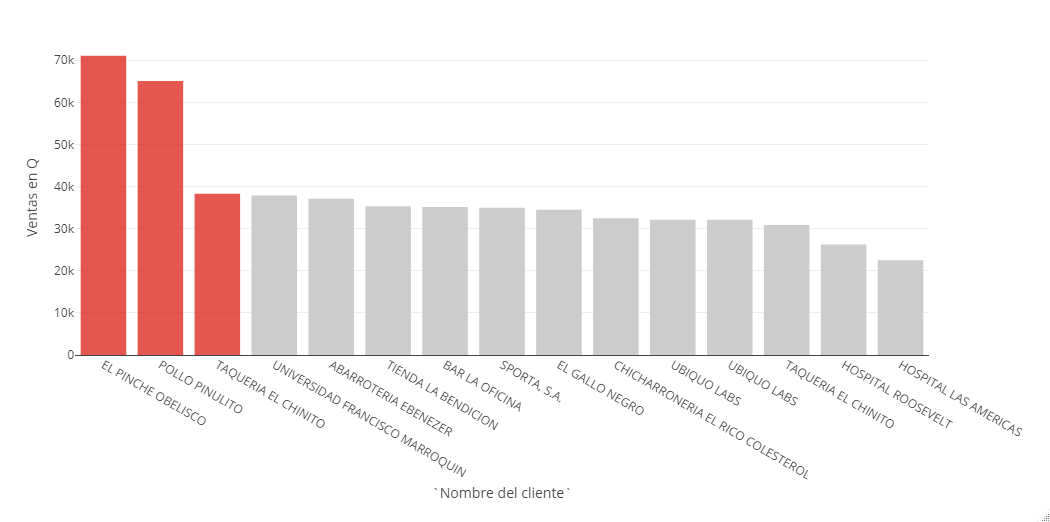 70k
60k
50k
40k
30k
20k
10k
0
Ventas en Q
EL PINCHE OBELISCO
POLLO PINULITO
TAQUERIA EL CHINITO
UNIVERSIDAD FRANCISCO MARROQUIN
ABARROTERIA EBENEZER
TIENDA LA BENDICION
BAR LA OFICINA
SPORTA, S.A.
EL GALLO NEGRO
CHICHARRONERIA EL RICO COLESTEROL
UBIQUO LABS
UBIQUO LABS
TAQUERIA EL CHINITO
HOSPITAL ROOSEVELT
HOSPITAL LAS AMERICAS
`Nombre del cliente`